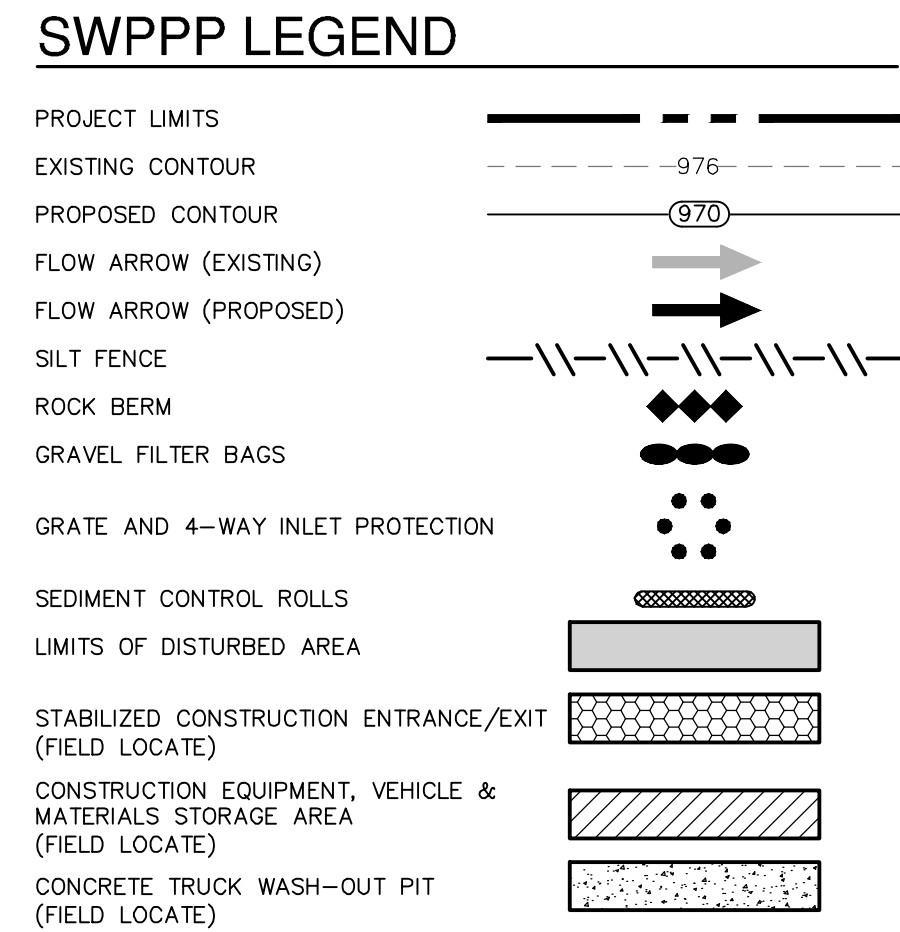 SWPPP LEGEND
PROJECT LIMITS
EXISTING CONTOUR
976
PROPOSED CONTOUR
970
FLOW ARROW (EXISTING)
FLOW ARROW (PROPOSED)
SILT FENCE
ROCK BERM
GRAVEL FILTER BAGS
GRATE AND 4-WAY INLET PROTECTION
SEDIMENT CONTROL ROLLS
LIMITS OF DISTURBED AREA
STABILIZED CONSTRUCTION ENTRANCE/EXIT
(FIELD LOCATE)
CONSTRUCTION EQUIPMENT, VEHICLE &
MATERIALS STORAGE AREA
(FIELD LOCATE)
CONCRETE TRUCK WASH-OUT PIT
(FIELD LOCATE)